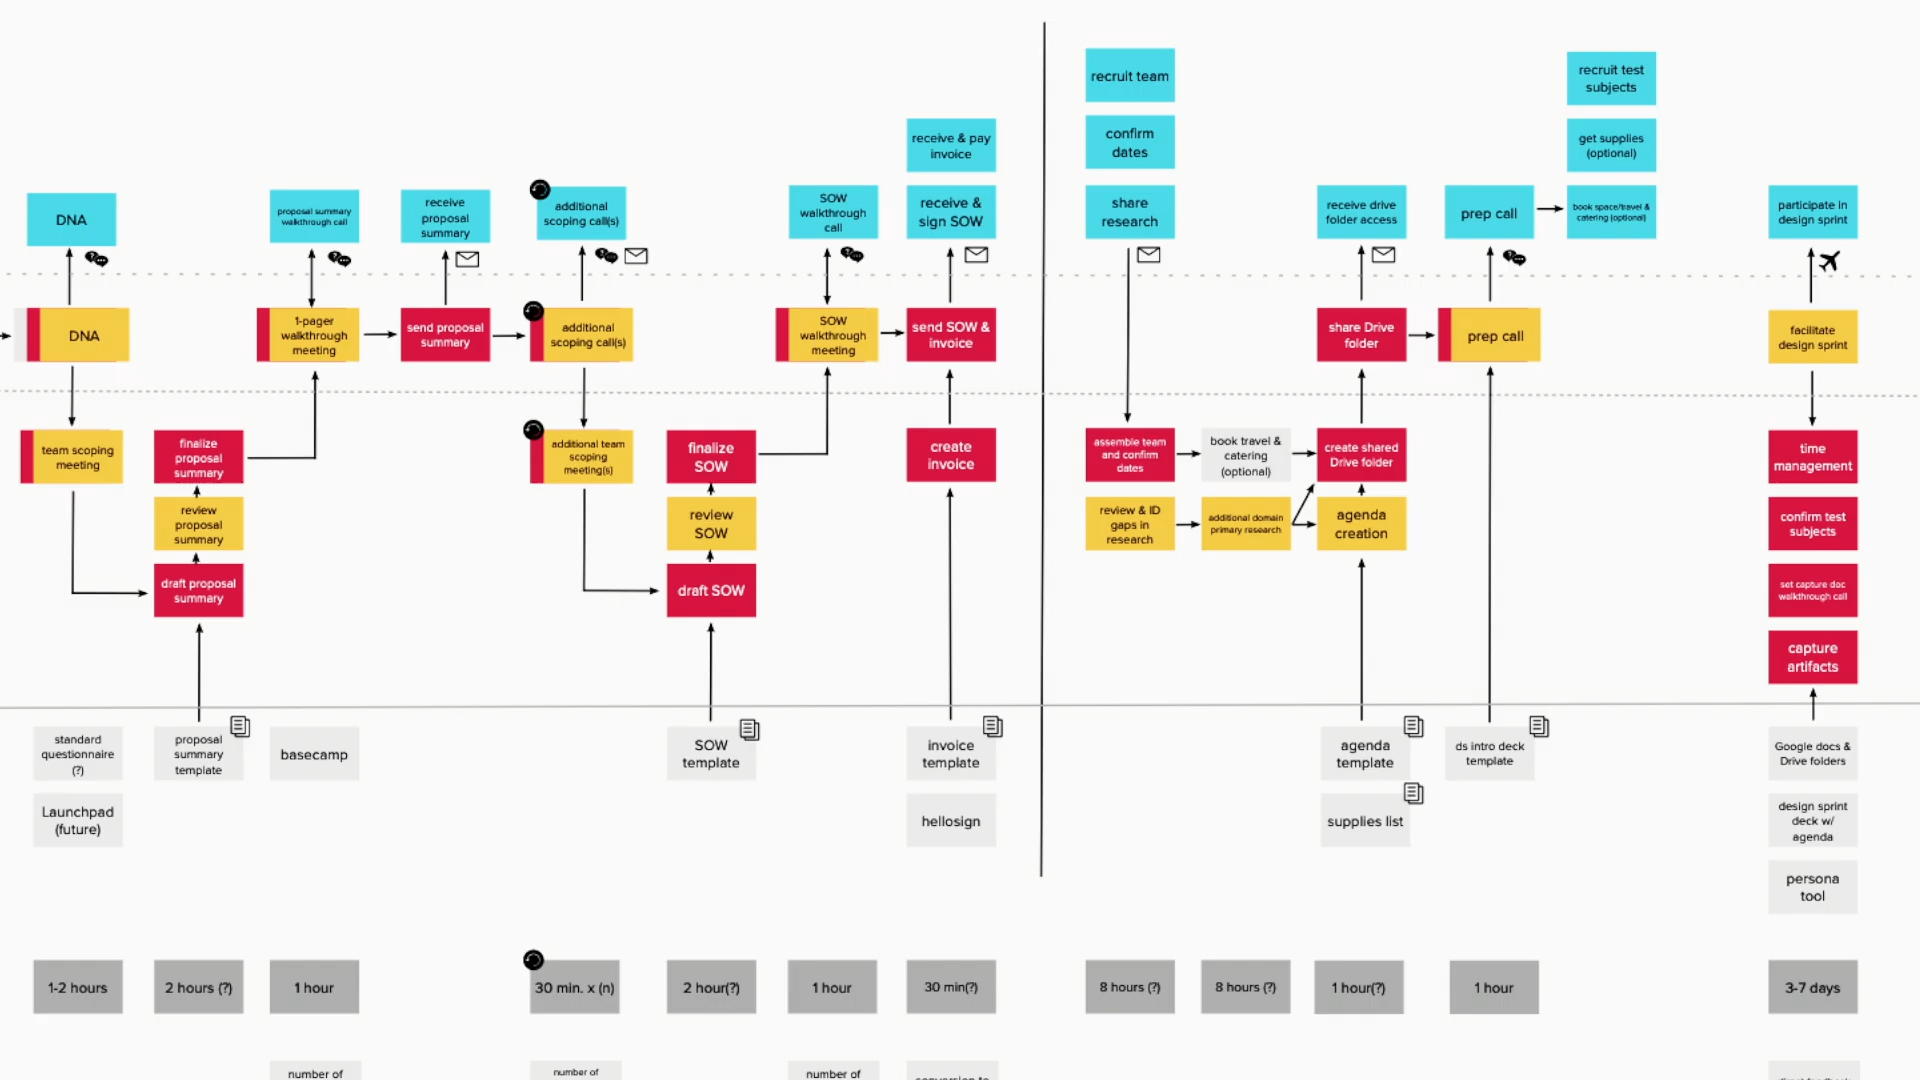 recruit team
recruit test
subjects
confirm
dates
receive & pay
invoice
get supplies
(optional)
DNA
proposal summary
walkthrough call
receive
proposal
summary
additional
scoping call(s)
SOW
walkthrough
call
receive &
sign SOW
share
research
receive drive
folder access
prep call
book space/travel &
catering (optional)
participate in
design sprint
DNA
1-pager
walkthrough
meeting
send proposal
summary
additional
scoping call(s)
SOW
walkthrough
meeting
send SOW &
invoice
share Drive
folder
prep call
facilitate
design sprint
team scoping
meeting
finalize
proposal
summary
additional team
scoping
meeting(s)
finalize
SOW
create
invoice
assemble team
and confirm
dates
book travel &
catering
(optional)
create shared
Drive folder
time
management
review
proposal
summary
review
SOW
review & ID
gaps in
research
additional domain
primary research
agenda
creation
confirm test
subjects
draft proposal
summary
draft SOW
set capture doc
walkthrough call
capture
artifacts
standard
questionnaire
(?)
proposal
summary
template
basecamp
SOW
template
invoice
template
agenda
template
ds intro deck
template
Google docs &
Drive folders
Launchpad
(future)
hellosign
supplies list
design sprint
deck w/
agenda
persona
tool
1-2 hours
2 hours (?)
1 hour
30 min. x (n)
2 hour(?)
1 hour
30 min(?)
8 hours (?)
8 hours (?)
1 hour(?)
1 hour
3-7 days
number of
number of
number of